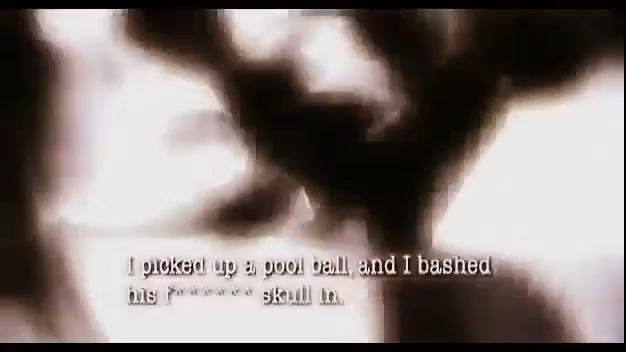 I picked up a pool ball, and I bashed
his f******* skull in.